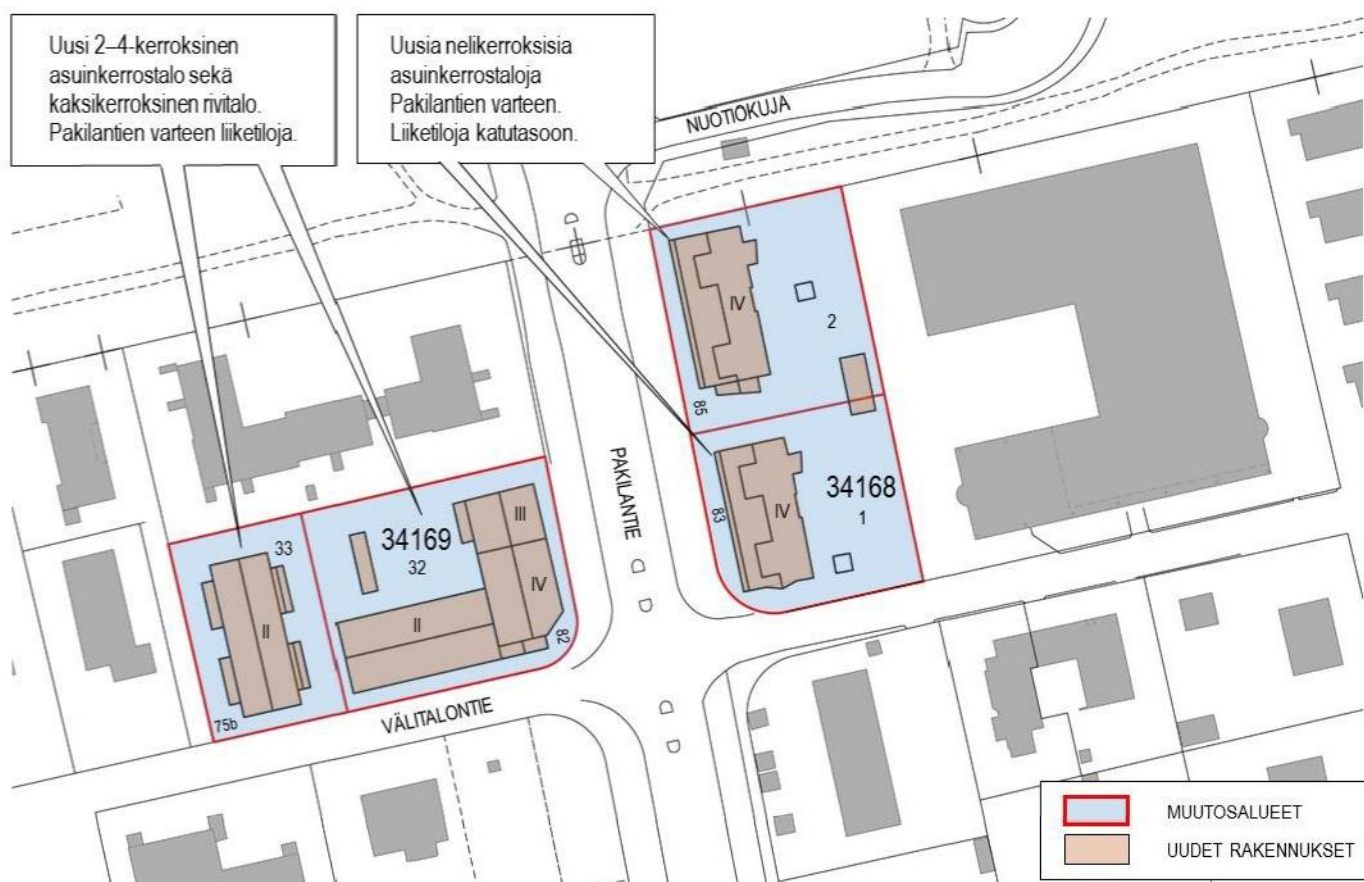 Uusi 2–4-kerroksinen
asuinkerrostalo sekä
kaksikerroksinen rivitalo.
Pakilantien varteen liiketiloja.
Uusia nelikerroksisia
asuinkerrostaloja
Pakilantien varteen.
Liiketiloja katutasoon.
NUOTIOKUJA
IV
2
85
PAKILANTIE
34168
1
IV
83
33
34169
32
III
II
IV
II
82
75b
VÄLITALONTIE
MUUTOSALUEET
UUDET RAKENNUKSET